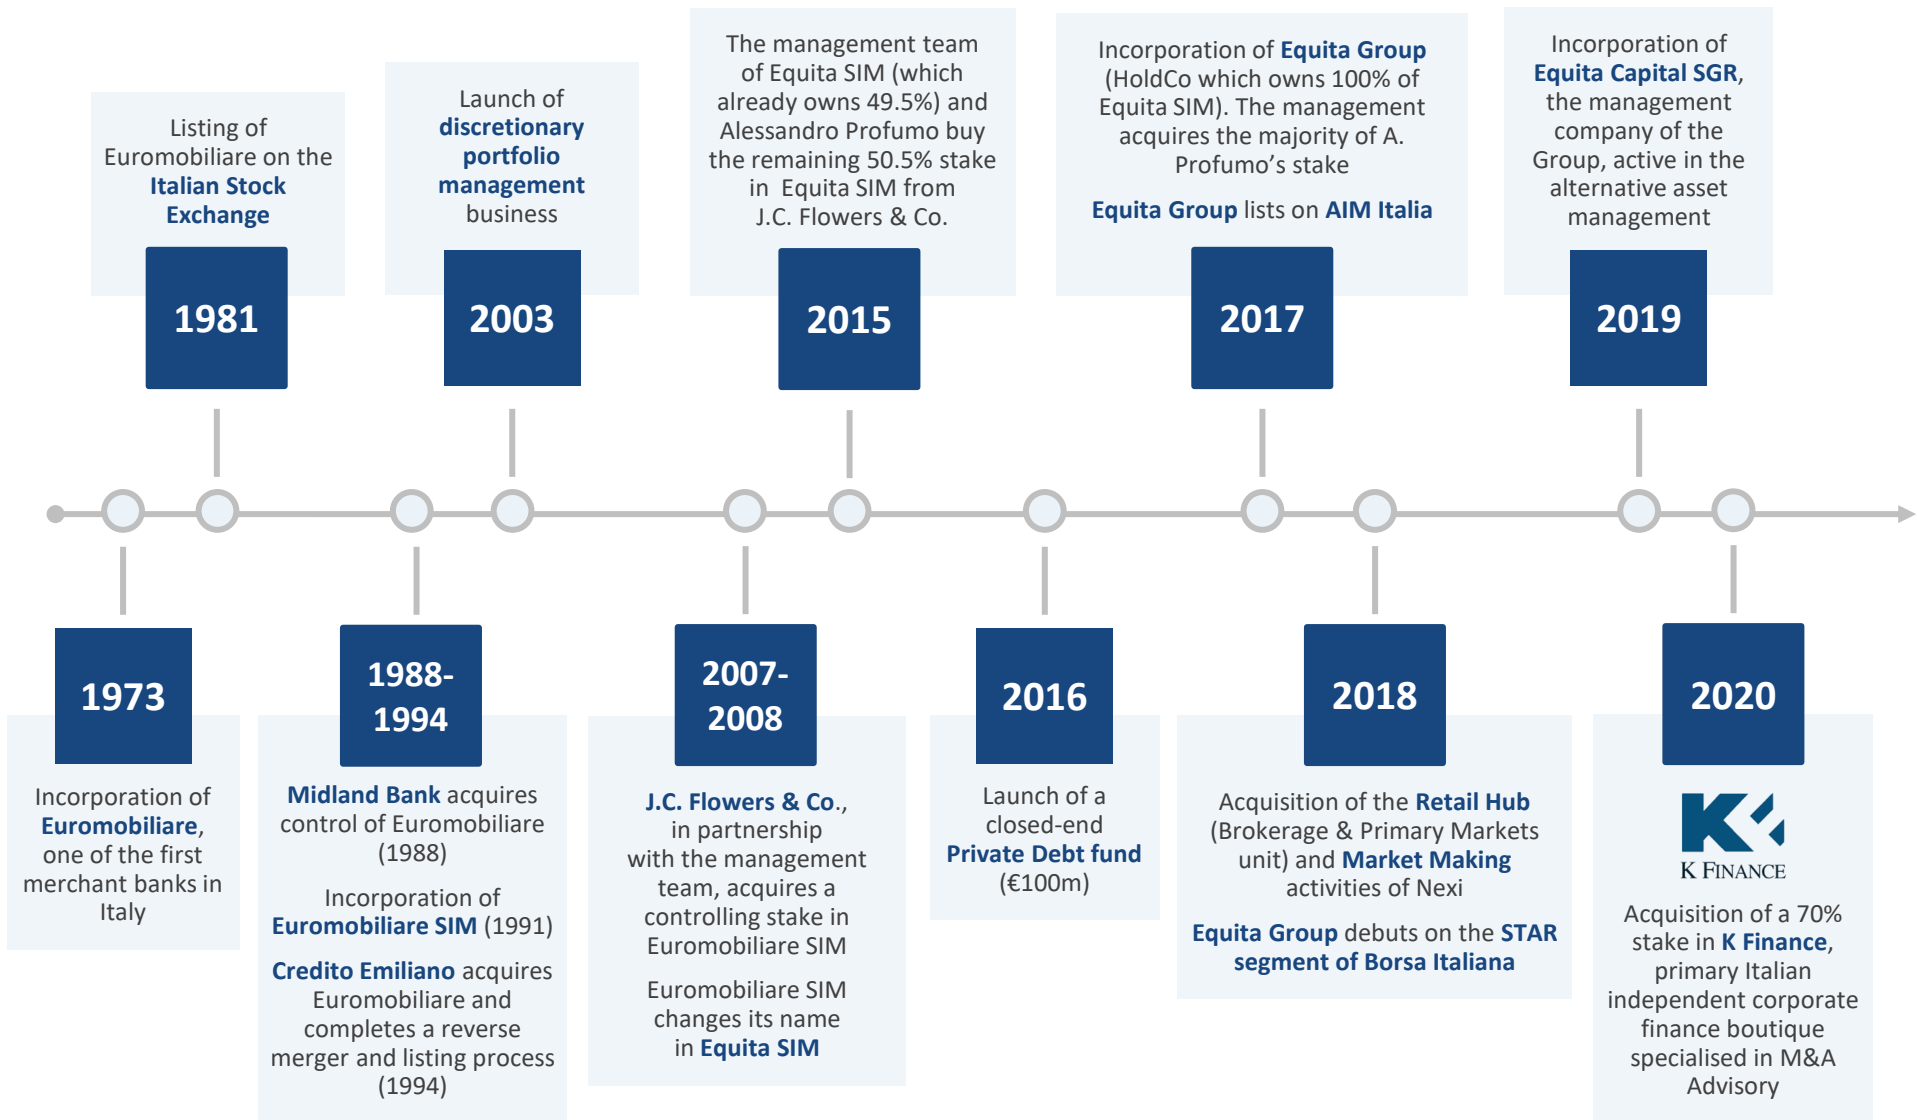 Listing of
Euromobiliare on the
Italian Stock
Exchange
1981
Launch of
discretionary
portfolio
management
business
2003
The management team
of Equita SIM (which
already owns 49.5%) and
Alessandro Profumo buy
the remaining 50.5% stake
in Equita SIM from
J.C. Flowers & Co.
2015
Incorporation of Equita Group
(HoldCo which owns 100% of
Equita SIM). The management
acquires the majority of A.
Profumo’s stake
Equita Group lists on AIM Italia
2017
Incorporation of
Equita Capital SGR,
the management
company of the
Group, active in the
alternative asset
management
2019
1973
Incorporation of
Euromobiliare,
one of the first
merchant banks in
Italy
1988-
1994
Midland Bank acquires
control of Euromobiliare
(1988)
Incorporation of
Euromobiliare SIM (1991)
Credito Emiliano acquires
Euromobiliare and
completes a reverse
merger and listing process
(1994)
2007-
2008
J.C. Flowers & Co.,
in partnership
with the management
team, acquires a
controlling stake in
Euromobiliare SIM
Euromobiliare SIM
changes its name
in Equita SIM
2016
Launch of a
closed-end
Private Debt fund
(€100m)
2018
Acquisition of the Retail Hub
(Brokerage & Primary Markets
unit) and Market Making
activities of Nexi
Equita Group debuts on the STAR
segment of Borsa Italiana
2020
K FINANCE
Acquisition of a 70%
stake in K Finance,
primary Italian
independent corporate
finance boutique
specialised in M&A
Advisory